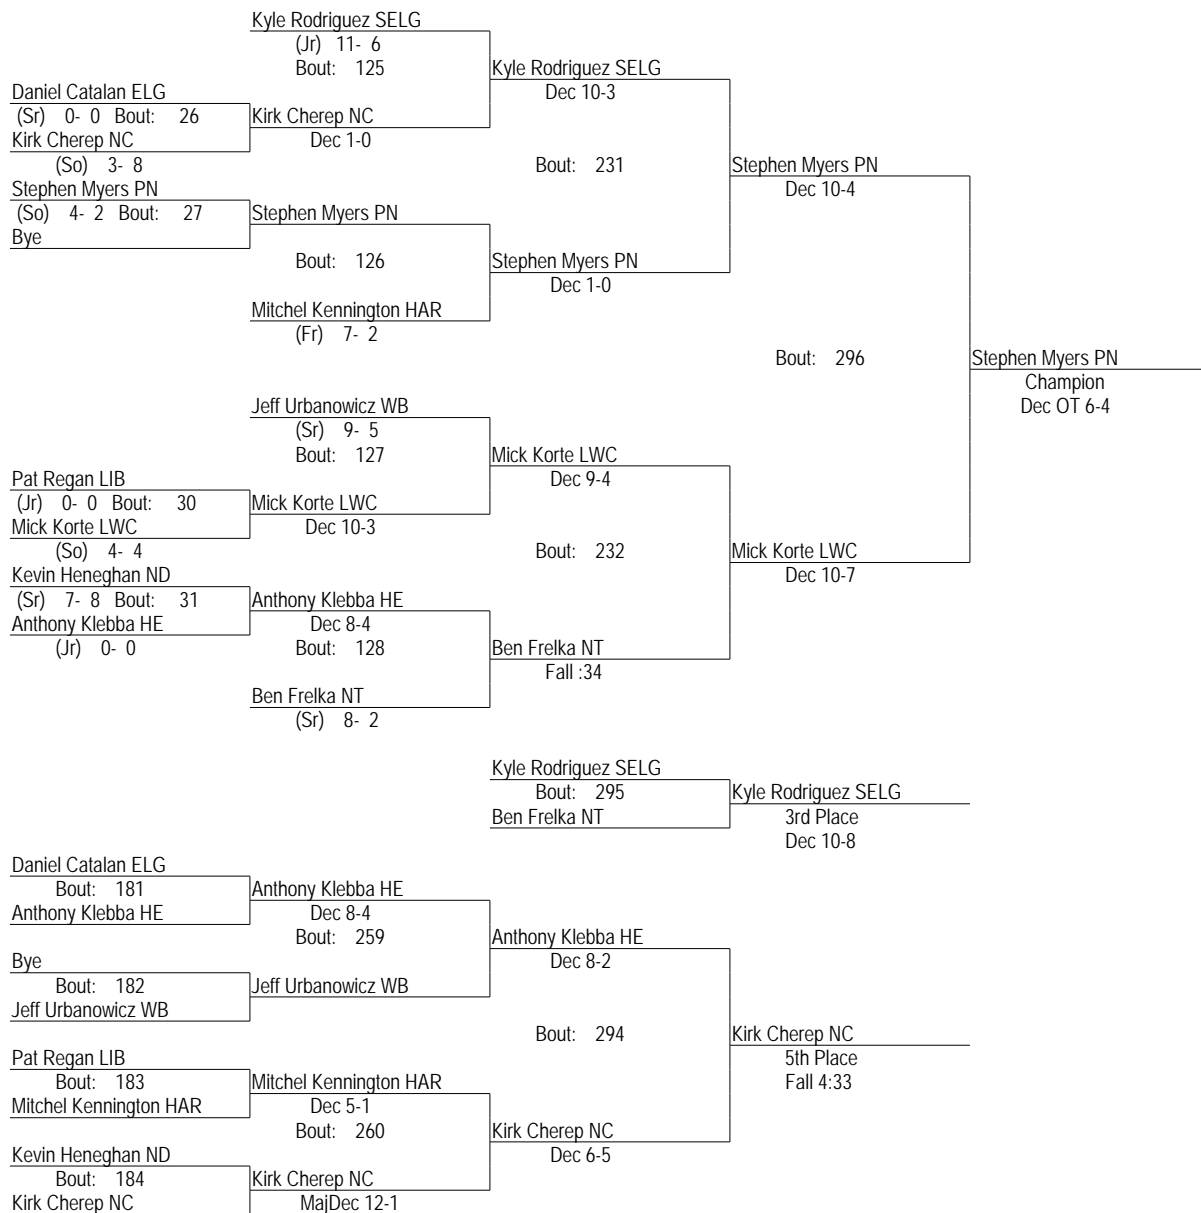 Kyle Rodriguez SELG
(Jr) 11- 6
Bout: 125
Kyle Rodriguez SELG
Dec 10-3
Daniel Catalan ELG
(Sr) 0- 0 Bout: 26
Kirk Cherep NC
Dec 1-0
Kirk Cherep NC
(So) 3- 8
Bout: 231
Stephen Myers PN
Dec 10-4
Stephen Myers PN
(So) 4- 2 Bout: 27
Stephen Myers PN
Bye
Bout: 126
Stephen Myers PN
Dec 1-0
Mitchel Kennington HAR
(Fr) 7- 2
Bout: 296
Stephen Myers PN
Champion
Dec OT 6-4
Jeff Urbanowicz WB
(Sr) 9- 5
Bout: 127
Mick Korte LWC
Dec 9-4
Pat Regan LIB
(Jr) 0- 0 Bout: 30
Mick Korte LWC
Dec 10-3
Mick Korte LWC
(So) 4- 4
Bout: 232
Mick Korte LWC
Dec 10-7
Kevin Heneghan ND
(Sr) 7- 8 Bout: 31
Anthony Klebba HE
Dec 8-4
Anthony Klebba HE
(Jr) 0- 0
Bout: 128
Ben Frelka NT
Fall :34
Ben Frelka NT
(Sr) 8- 2
Kyle Rodriguez SELG
Bout: 295
Kyle Rodriguez SELG
Ben Frelka NT
3rd Place
Dec 10-8
Daniel Catalan ELG
Bout: 181
Anthony Klebba HE
Anthony Klebba HE
Dec 8-4
Bout: 259
Anthony Klebba HE
Dec 8-2
Bye
Bout: 182
Jeff Urbanowicz WB
Jeff Urbanowicz WB
Bout: 294
Kirk Cherep NC
5th Place
Fall 4:33
Pat Regan LIB
Bout: 183
Mitchel Kennington HAR
Mitchel Kennington HAR
Dec 5-1
Bout: 260
Kirk Cherep NC
Dec 6-5
Kevin Heneghan ND
Bout: 184
Kirk Cherep NC
Kirk Cherep NC
MajDec 12-1